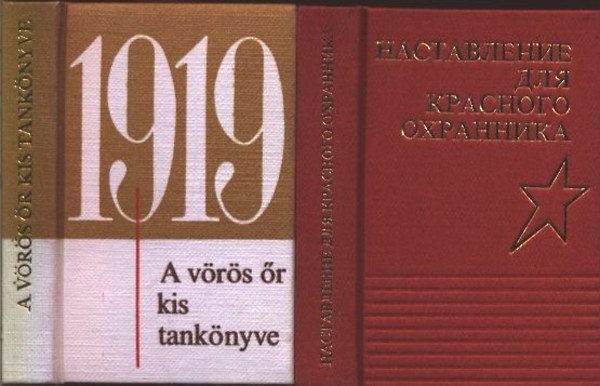 A VÖRÖS ŐR KIS TANKÖNYVE
1919
A vörös őr
kis
tankönyve
НАСТАВЛЕНИЕ ДЛЯ КРАСНОГО ОХРАННИКА
НАСТАВЛЕНИЕ
ДЛЯ
КРАСНОГО
ОХРАННИКА